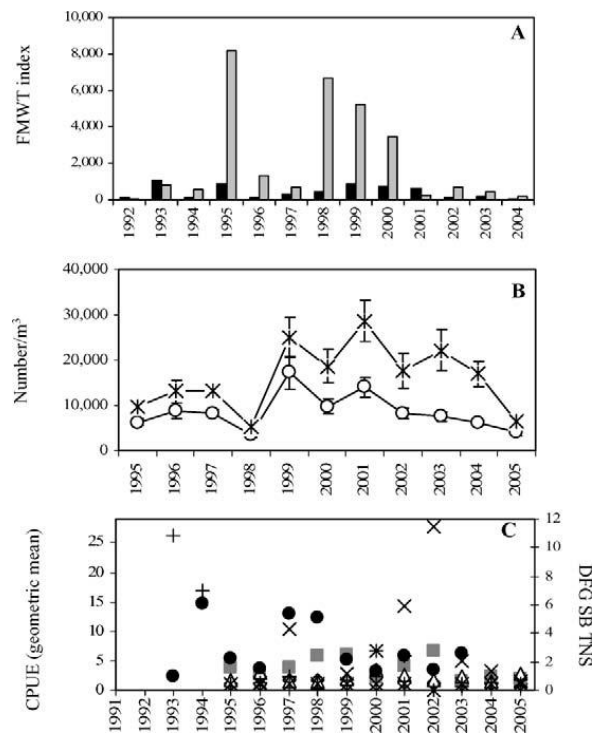 A
FMWT index
10,000
8,000
6,000
4,000
2,000
0
1992 1993 1994 1995 1996 1997 1998 1999 2000 2001 2002 2003 2004
B
Number/m³
40,000
30,000
20,000
10,000
0
1995 1996 1997 1998 1999 2000 2001 2002 2003 2004 2005
C
CPUE (geometric mean)
25
20
15
10
5
0
12
10
8
6
4
2
0
DFG SB TNS
1991 1992 1993 1994 1995 1996 1997 1998 1999 2000 2001 2002 2003 2004 2005